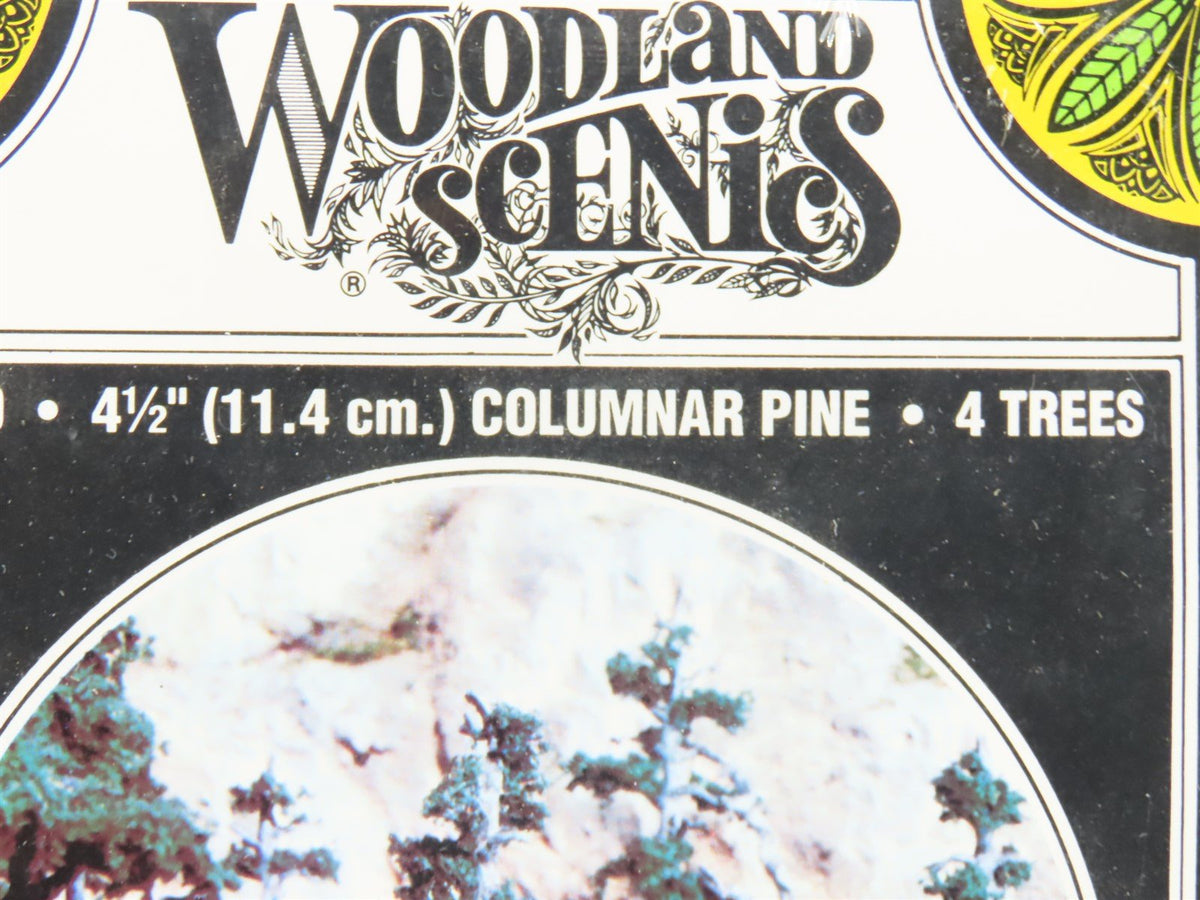 WOODLaND
SCENiCS
®
• 4½" (11.4 cm.) COLUMNAR PINE • 4 TREES